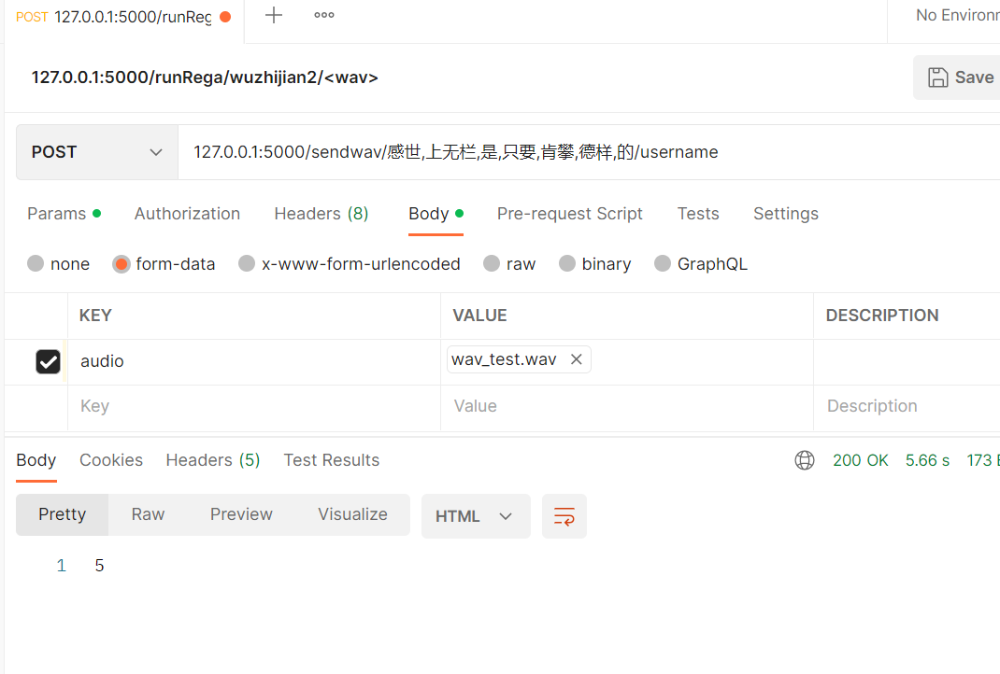 POST 127.0.0.1:5000/runReg
No Environm
127.0.0.1:5000/runRega/wuzhijian2/<wav>
Save
POST 127.0.0.1:5000/sendwav/感世,上无栏,是,只要,肯攀,德样,的/username
Params Authorization Headers (8) Body Pre-request Script Tests Settings
none form-data x-www-form-urlencoded raw binary GraphQL
KEY VALUE DESCRIPTION
audio wav_test.wav
Key Value Description
Body Cookies Headers (5) Test Results 200 OK 5.66 s 173
Pretty Raw Preview Visualize HTML
1 5